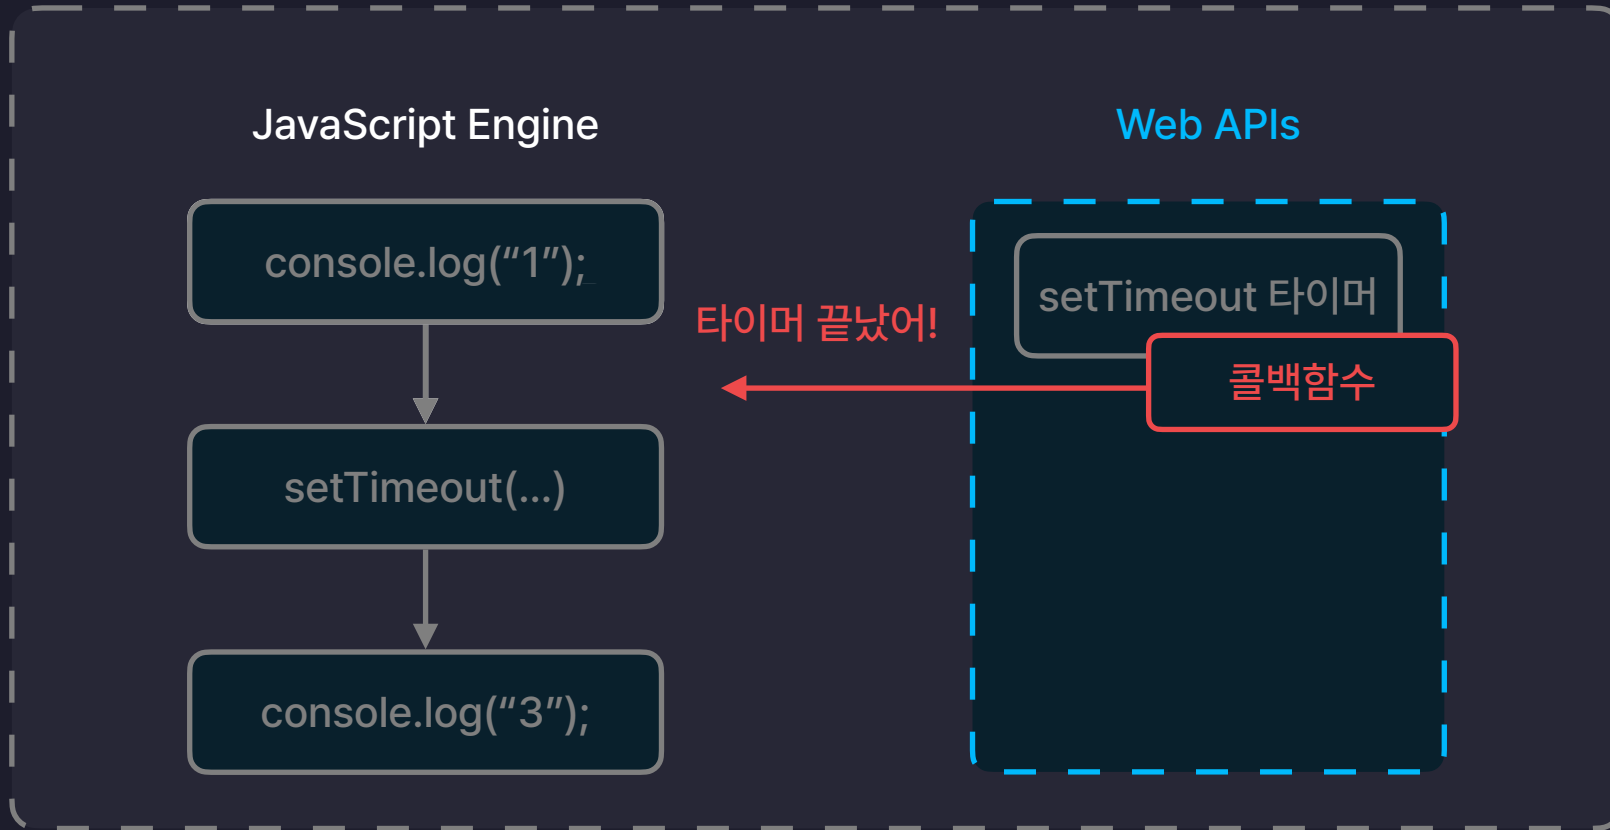 JavaScript Engine
Web APIs
console.log(“1”);
setTimeout 타이머
타이머 끝났어!
콜백함수
setTimeout(...)
console.log(“3”);